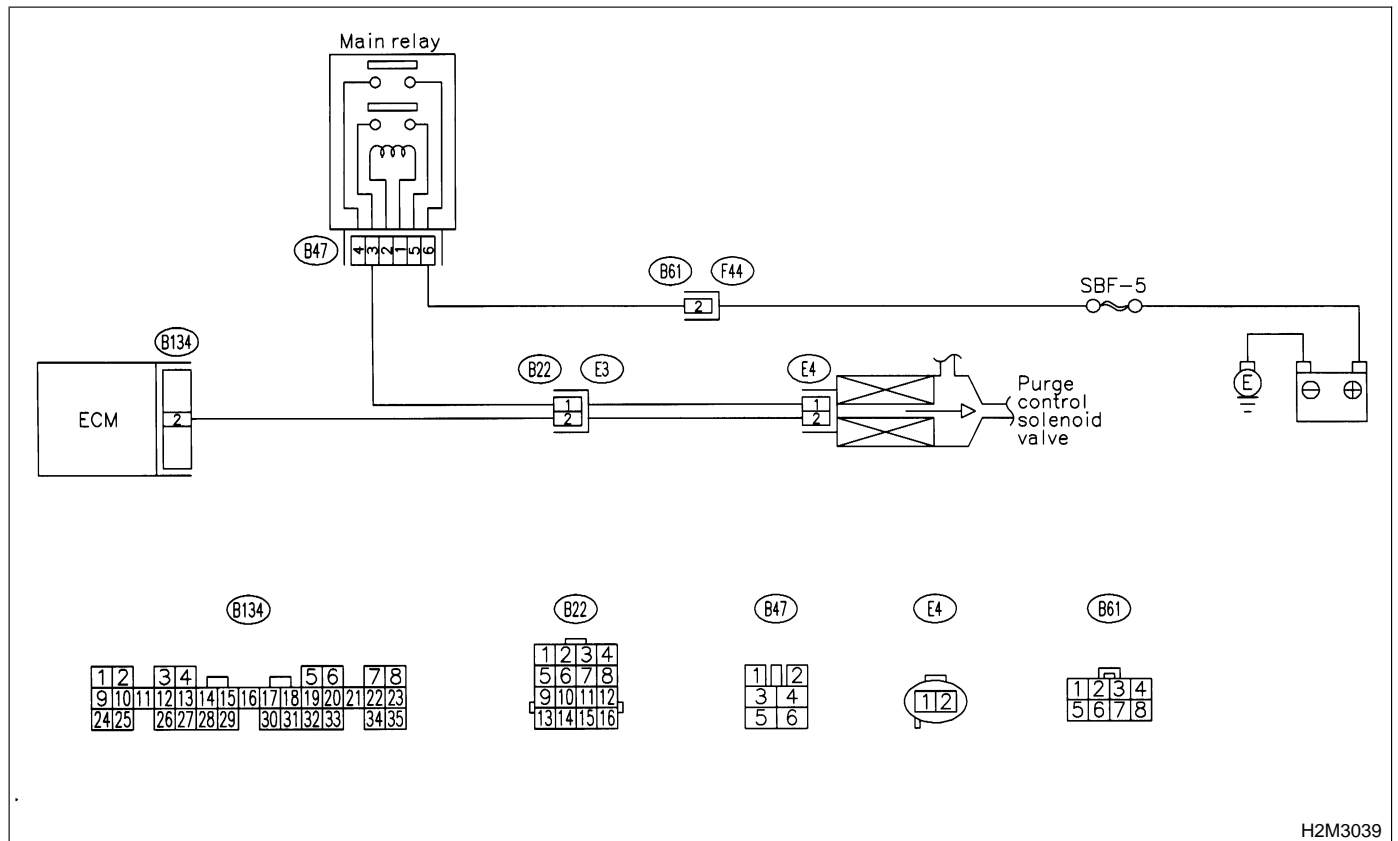 Main relay
B47
4 3 2 1 5 6
B61 F44
2
SBF-5
B134
ECM
2
B22 E3
1
2
E4
1
2
Purge
control
solenoid
valve
E
⊖ ⊕
B134
1 2 3 4 5 6 7 8
9 10 11 12 13 14 15 16 17 18 19 20 21 22 23
24 25 26 27 28 29 30 31 32 33 34 35
B22
1 2 3 4
5 6 7 8
9 10 11 12
13 14 15 16
B47
1 2
3 4
5 6
E4
1 2
B61
1 2 3 4
5 6 7 8
H2M3039